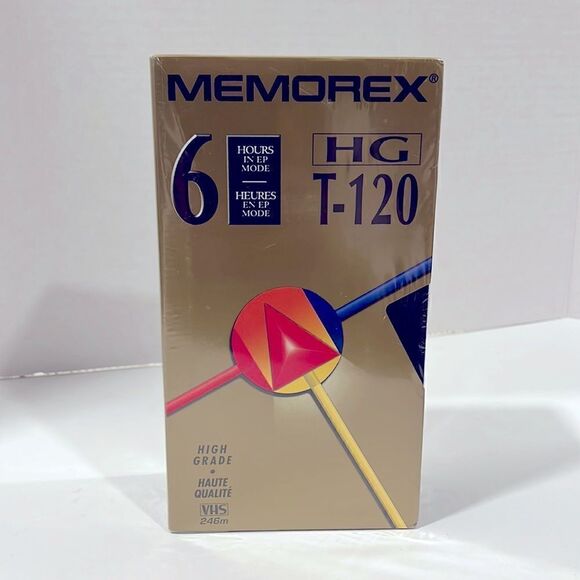 MEMOREX®
6
HOURS
IN EP
MODE
HEURES
EN EP
MODE
HG
T-120
HIGH
GRADE
•
HAUTE
QUALITÉ
VHS
246m